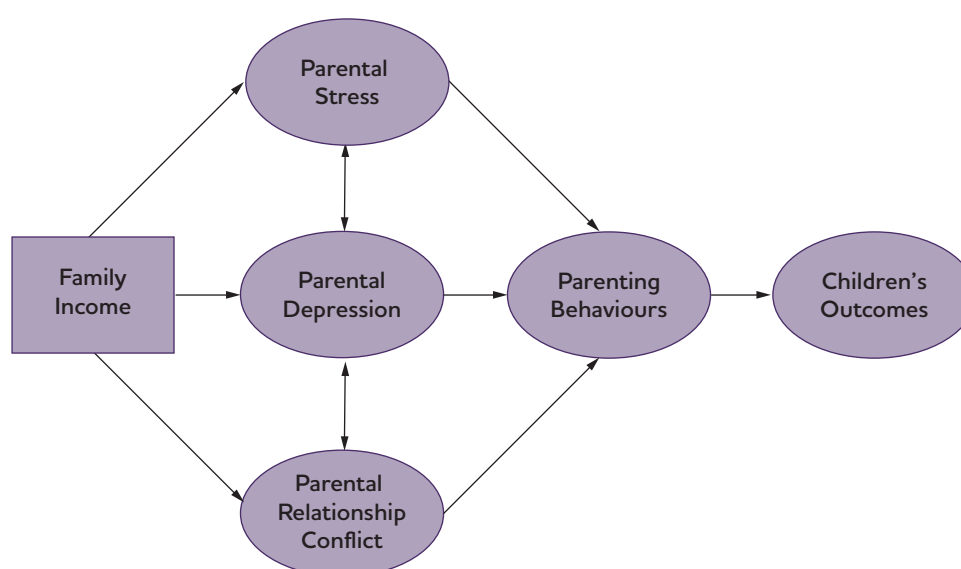 Parental
Stress
Family
Income
Parental
Depression
Parenting
Behaviours
Children’s
Outcomes
Parental
Relationship
Conflict